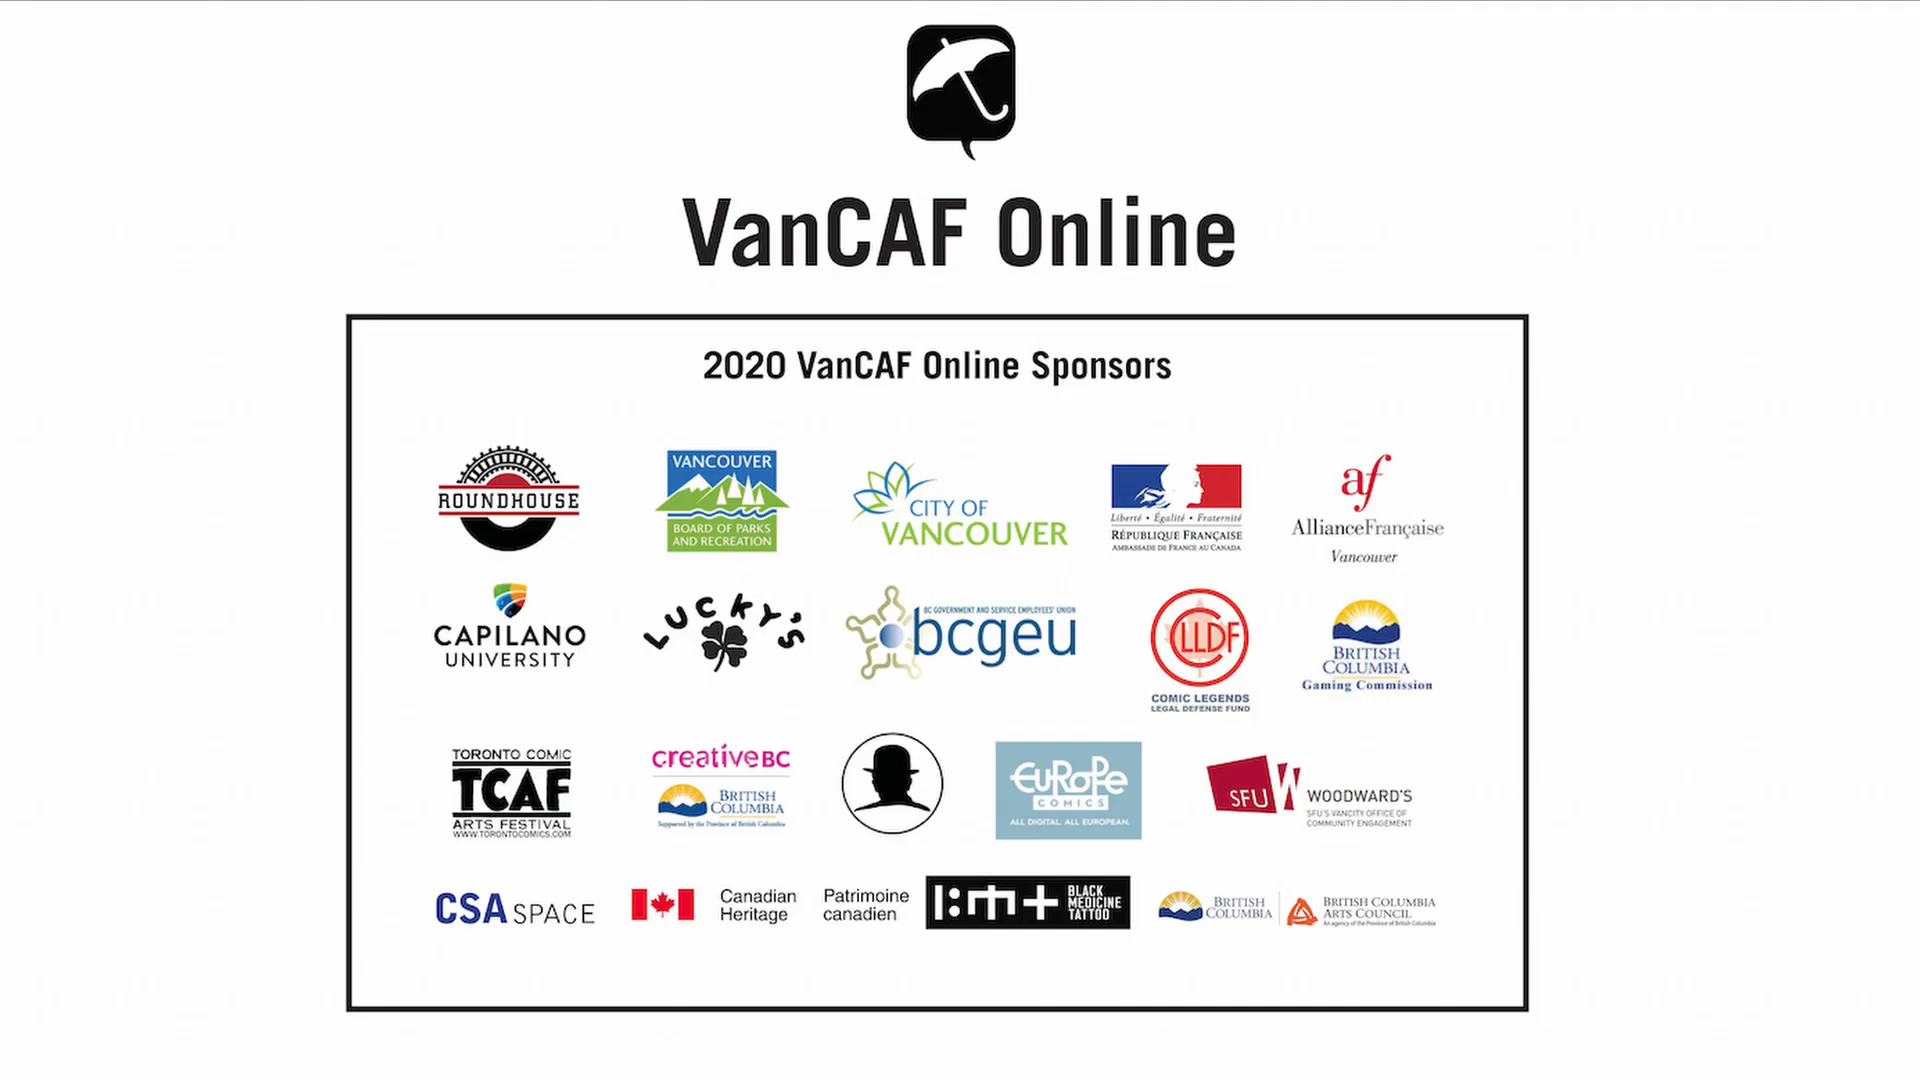 VanCAF Online
2020 VanCAF Online Sponsors
ROUNDHOUSE
VANCOUVER
BOARD OF PARKS
AND RECREATION
CITY OF
VANCOUVER
Liberté • Égalité • Fraternité
RÉPUBLIQUE FRANÇAISE
AMBASSADE DE FRANCE AU CANADA
af
AllianceFrançaise
Vancouver
CAPILANO
UNIVERSITY
LUCKY'S
BC GOVERNMENT AND SERVICE EMPLOYEES' UNION
bcgeu
CLLDF
COMIC LEGENDS
LEGAL DEFENSE FUND
BRITISH
COLUMBIA
Gaming Commission
TORONTO COMIC
TCAF
ARTS FESTIVAL
WWW.TORONTOCOMICS.COM
creativeBC
BRITISH
COLUMBIA
Supported by the Province of British Columbia
EUROPE
COMICS
ALL DIGITAL. ALL EUROPEAN.
SFU W
WOODWARD'S
SFU'S VANCITY OFFICE OF
COMMUNITY ENGAGEMENT
CSA SPACE
Canadian
Heritage
Patrimoine
canadien
BLACK
MEDICINE
TATTOO
BRITISH
COLUMBIA
BRITISH COLUMBIA
ARTS COUNCIL
An agency of the Province of British Columbia